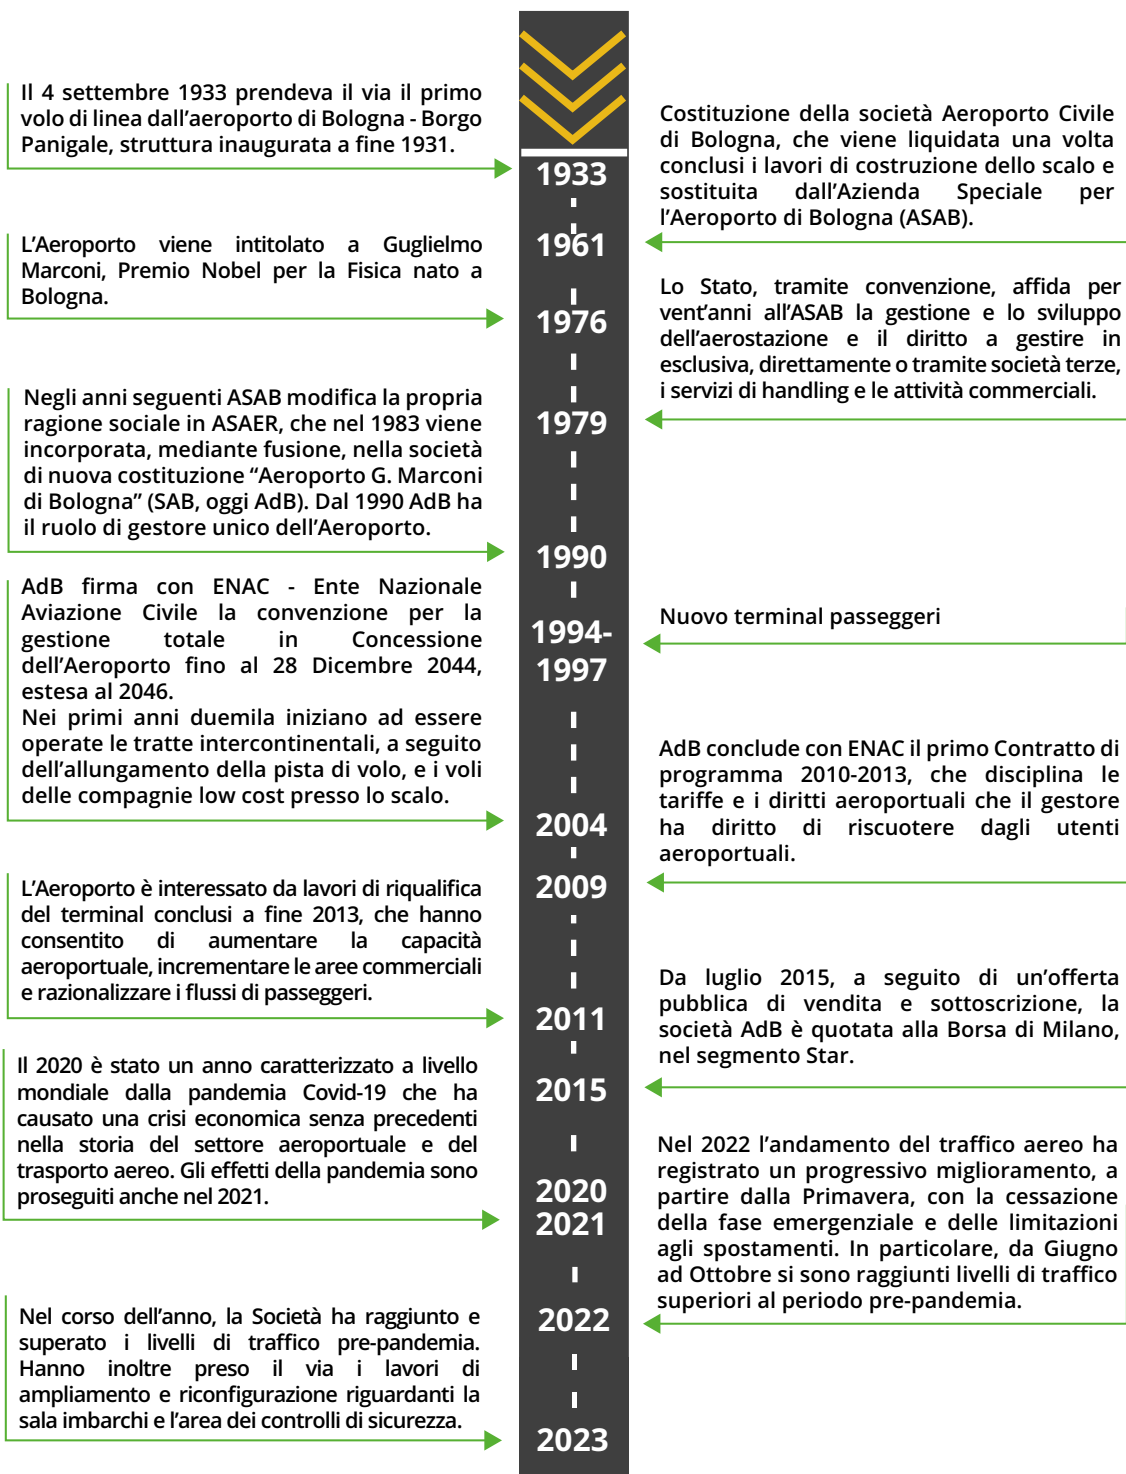 Il 4 settembre 1933 prendeva il via il primo
volo di linea dall’aeroporto di Bologna - Borgo
Panigale, struttura inaugurata a fine 1931.
1933
Costituzione della società Aeroporto Civile
di Bologna, che viene liquidata una volta
conclusi i lavori di costruzione dello scalo e
sostituita dall’Azienda Speciale per
l’Aeroporto di Bologna (ASAB).
1961
L’Aeroporto viene intitolato a Guglielmo
Marconi, Premio Nobel per la Fisica nato a
Bologna.
1976
Lo Stato, tramite convenzione, affida per
vent’anni all’ASAB la gestione e lo sviluppo
dell’aerostazione e il diritto a gestire in
esclusiva, direttamente o tramite società terze,
i servizi di handling e le attività commerciali.
1979
Negli anni seguenti ASAB modifica la propria
ragione sociale in ASAER, che nel 1983 viene
incorporata, mediante fusione, nella società
di nuova costituzione “Aeroporto G. Marconi
di Bologna” (SAB, oggi AdB). Dal 1990 AdB ha
il ruolo di gestore unico dell’Aeroporto.
1990
Nuovo terminal passeggeri
1994-
1997
AdB firma con ENAC - Ente Nazionale
Aviazione Civile la convenzione per la
gestione totale in Concessione
dell’Aeroporto fino al 28 Dicembre 2044,
estesa al 2046.
Nei primi anni duemila iniziano ad essere
operate le tratte intercontinentali, a seguito
dell’allungamento della pista di volo, e i voli
delle compagnie low cost presso lo scalo.
2004
AdB conclude con ENAC il primo Contratto di
programma 2010-2013, che disciplina le
tariffe e i diritti aeroportuali che il gestore
ha diritto di riscuotere dagli utenti
aeroportuali.
2009
L’Aeroporto è interessato da lavori di riqualifica
del terminal conclusi a fine 2013, che hanno
consentito di aumentare la capacità
aeroportuale, incrementare le aree commerciali
e razionalizzare i flussi di passeggeri.
2011
Da luglio 2015, a seguito di un’offerta
pubblica di vendita e sottoscrizione, la
società AdB è quotata alla Borsa di Milano,
nel segmento Star.
2015
Il 2020 è stato un anno caratterizzato a livello
mondiale dalla pandemia Covid-19 che ha
causato una crisi economica senza precedenti
nella storia del settore aeroportuale e del
trasporto aereo. Gli effetti della pandemia sono
proseguiti anche nel 2021.
2020
2021
Nel 2022 l’andamento del traffico aereo ha
registrato un progressivo miglioramento, a
partire dalla Primavera, con la cessazione
della fase emergenziale e delle limitazioni
agli spostamenti. In particolare, da Giugno
ad Ottobre si sono raggiunti livelli di traffico
superiori al periodo pre-pandemia.
2022
Nel corso dell’anno, la Società ha raggiunto e
superato i livelli di traffico pre-pandemia.
Hanno inoltre preso il via i lavori di
ampliamento e riconfigurazione riguardanti la
sala imbarchi e l’area dei controlli di sicurezza.
2023